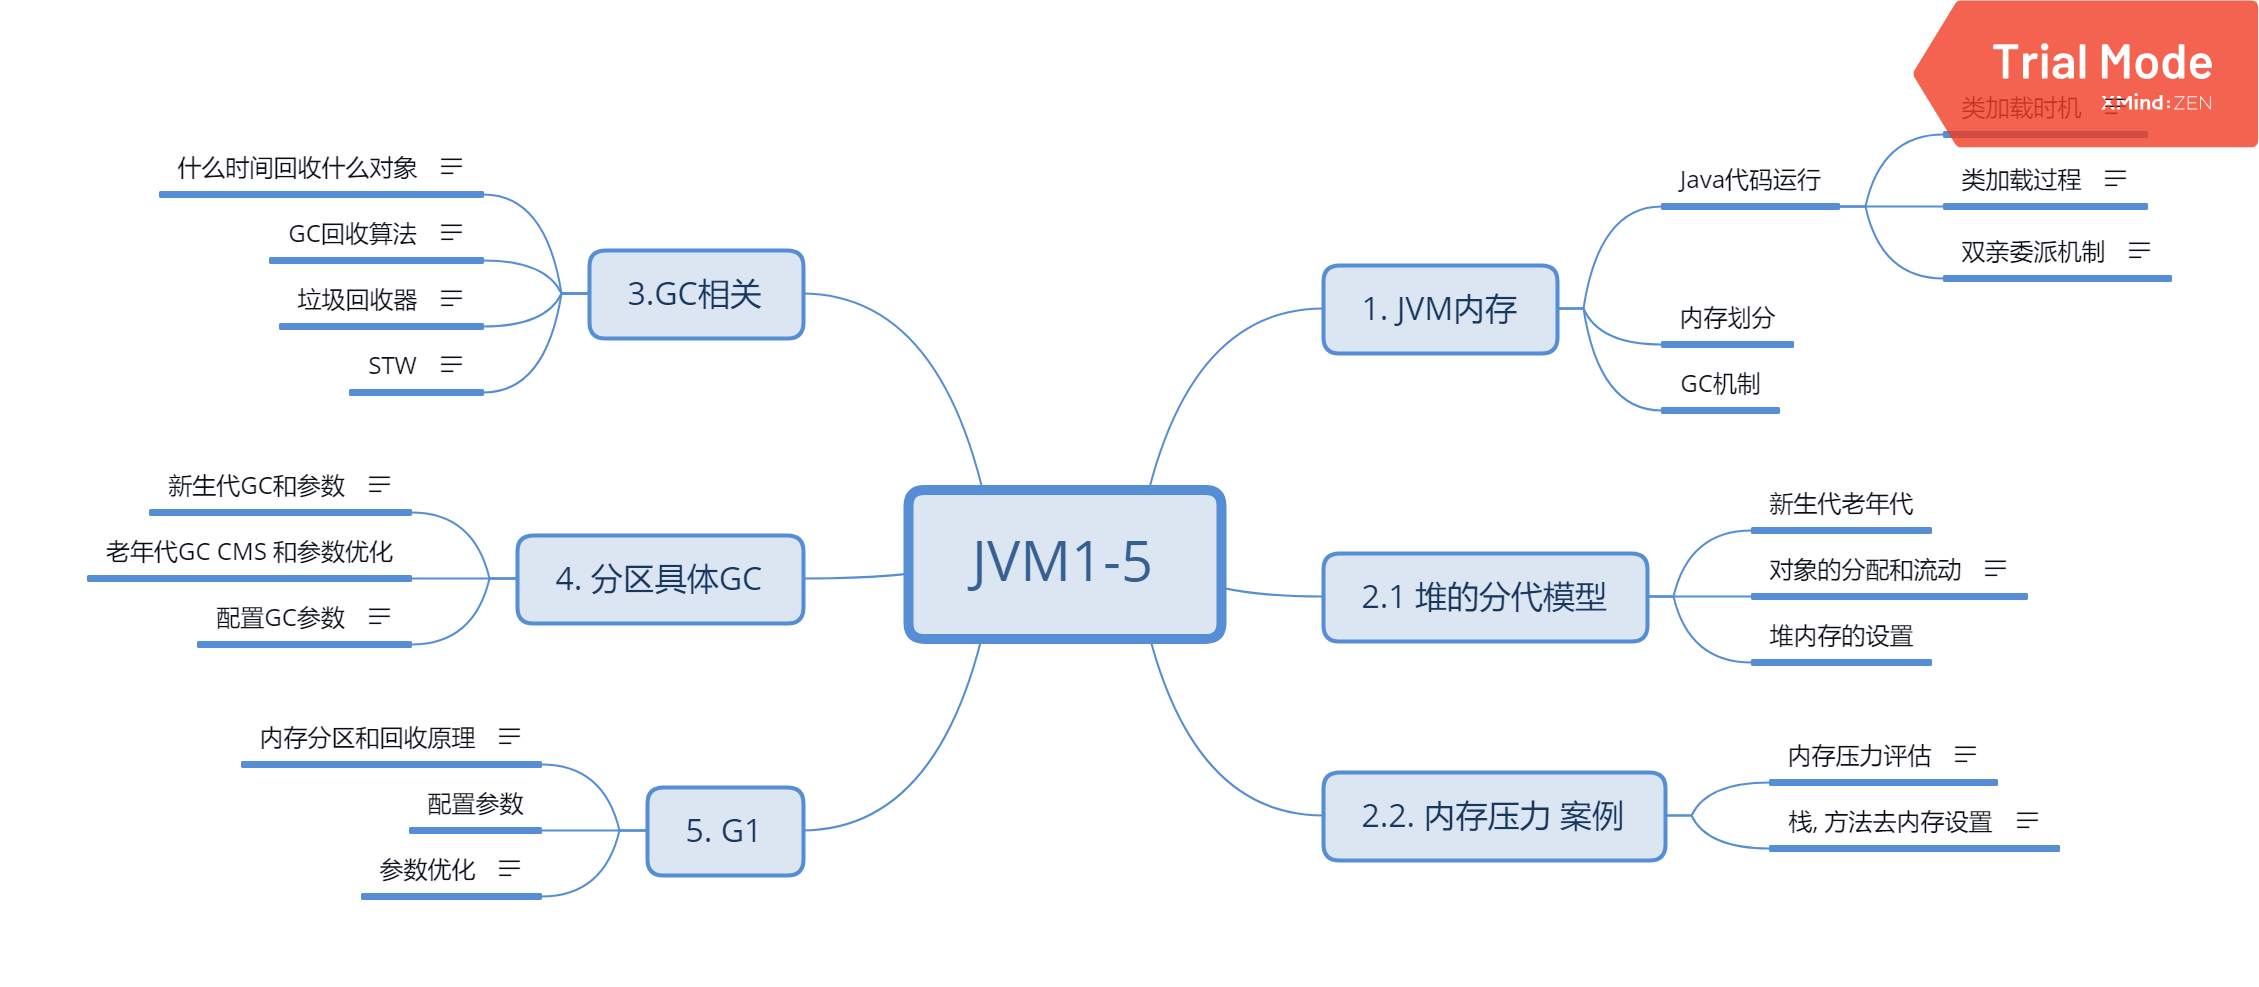 Trial Mode
XMind:ZEN
JVM1-5
1. JVM内存
Java代码运行
类加载时机
类加载过程
双亲委派机制
内存划分
GC机制
2.1 堆的分代模型
新生代老年代
对象的分配和流动
堆内存的设置
2.2. 内存压力 案例
内存压力评估
栈, 方法去内存设置
3.GC相关
什么时间回收什么对象
GC回收算法
垃圾回收器
STW
4. 分区具体GC
新生代GC和参数
老年代GC CMS 和参数优化
配置GC参数
5. G1
内存分区和回收原理
配置参数
参数优化